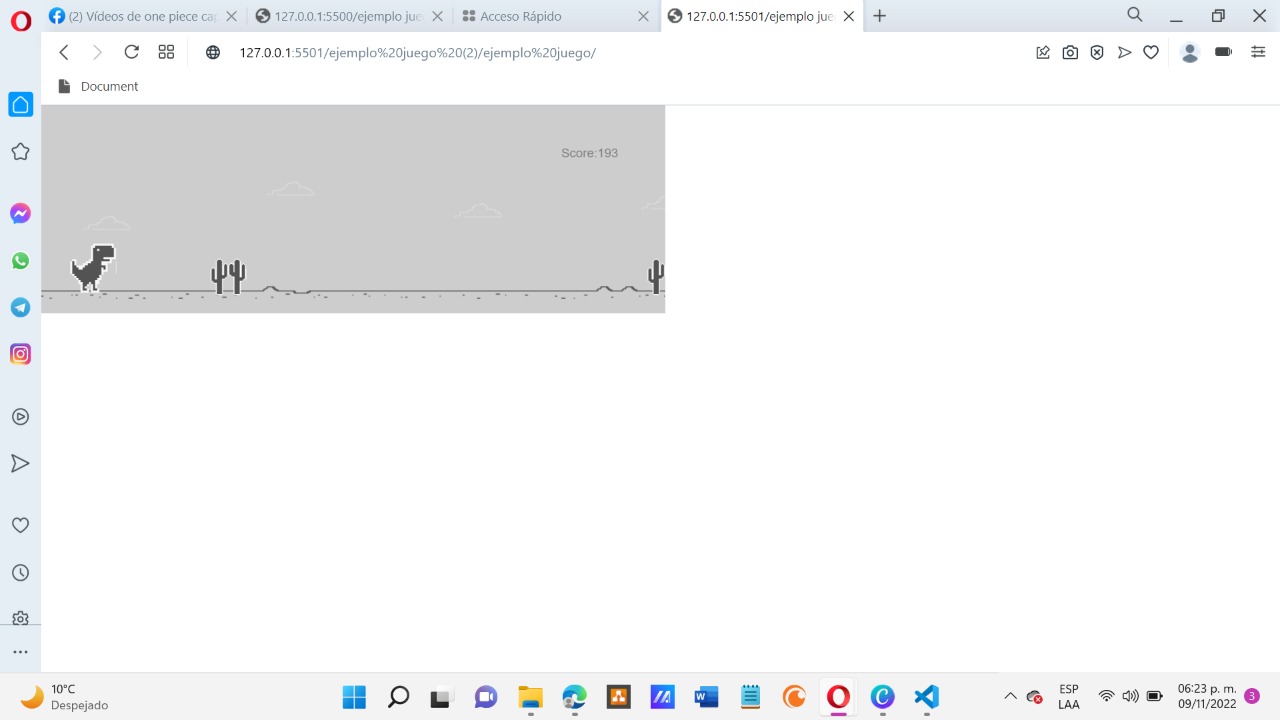 (2) Vídeos de one piece cap
127.0.0.1:5500/ejemplo jue
Acceso Rápido
127.0.0.1:5501/ejemplo jue
127.0.0.1:5501/ejemplo%20juego%20(2)/ejemplo%20juego/
Document
Score:193
10°C
Despejado
ESP
LAA
06:23 p. m.
09/11/2022
3